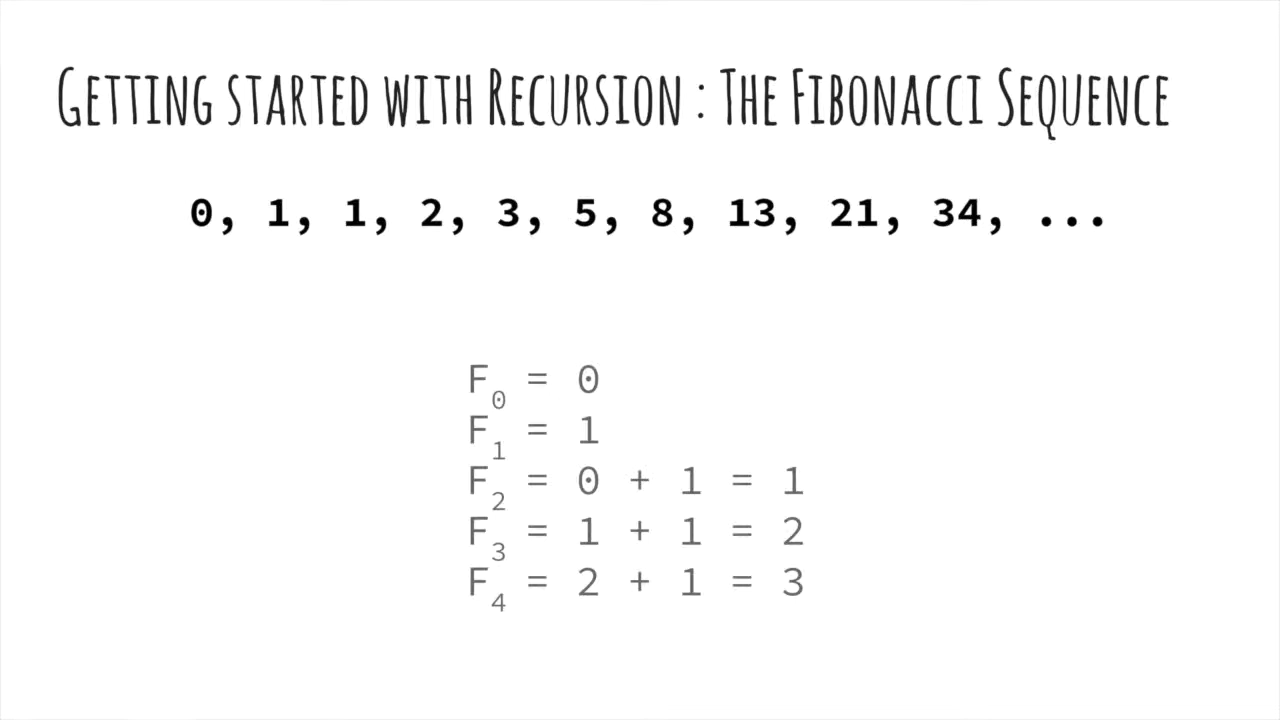 Getting started with Recursion : The Fibonacci Sequence
0, 1, 1, 2, 3, 5, 8, 13, 21, 34, ...
F₀ = 0
F₁ = 1
F₂ = 0 + 1 = 1
F₃ = 1 + 1 = 2
F₄ = 2 + 1 = 3